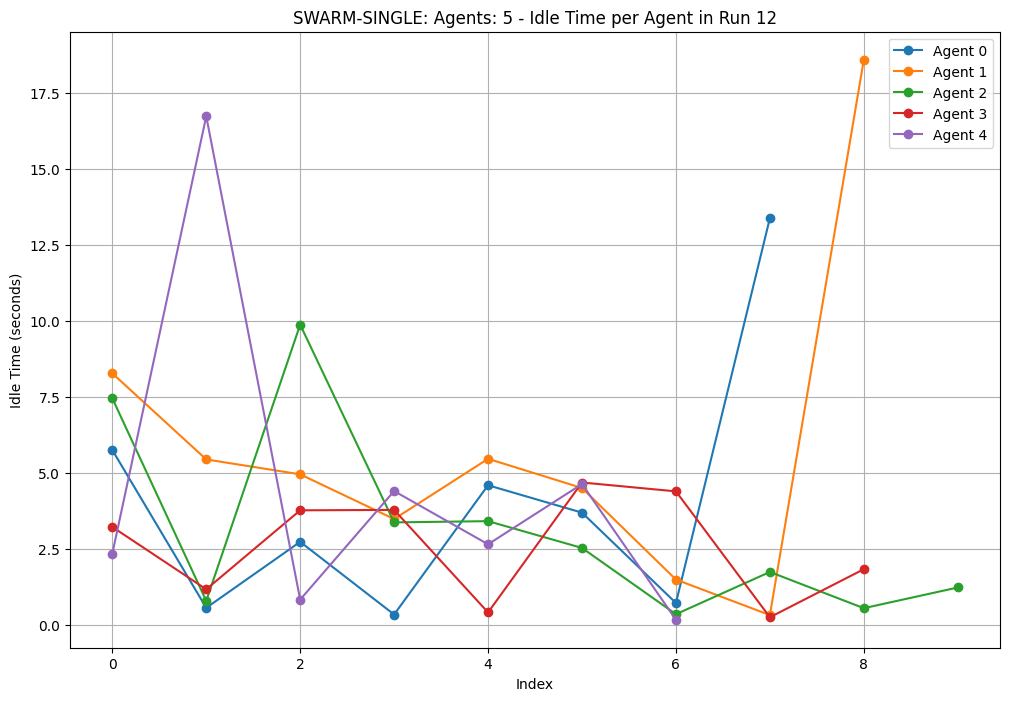 SWARM-SINGLE: Agents: 5 - Idle Time per Agent in Run 12
Agent 0
Agent 1
Agent 2
Agent 3
Agent 4
Idle Time (seconds)
17.5
15.0
12.5
10.0
7.5
5.0
2.5
0.0
0 2 4 6 8
Index